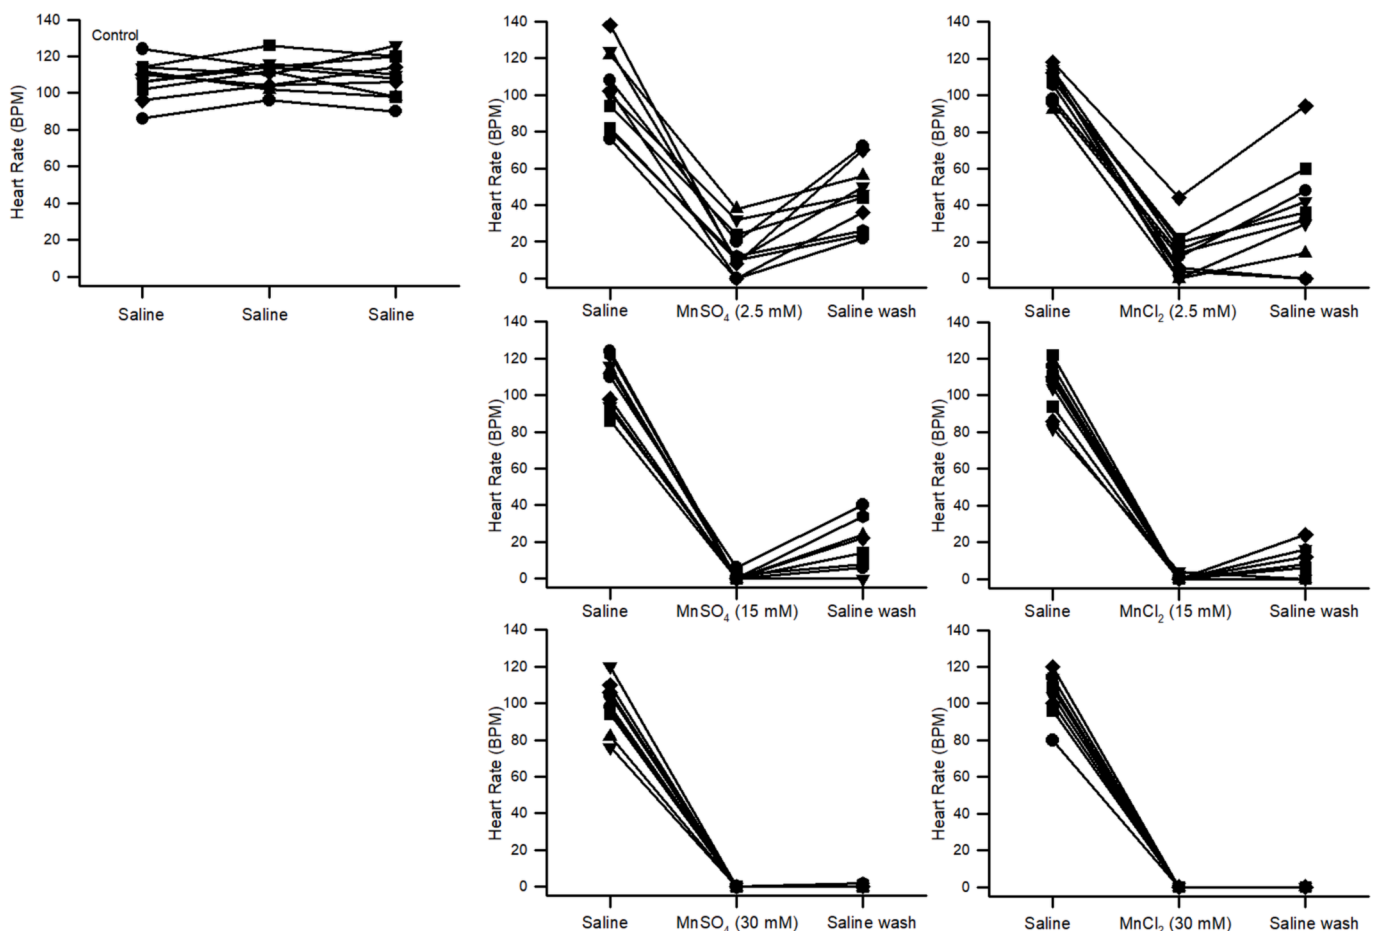 Control
Heart Rate (BPM)
140
120
100
80
60
40
20
0
Saline
Saline
Saline
Heart Rate (BPM)
140
120
100
80
60
40
20
0
Saline
MnSO₄ (2.5 mM)
Saline wash
Heart Rate (BPM)
140
120
100
80
60
40
20
0
Saline
MnCl₂ (2.5 mM)
Saline wash
Heart Rate (BPM)
140
120
100
80
60
40
20
0
Saline
MnSO₄ (15 mM)
Saline wash
Heart Rate (BPM)
140
120
100
80
60
40
20
0
Saline
MnCl₂ (15 mM)
Saline wash
Heart Rate (BPM)
140
120
100
80
60
40
20
0
Saline
MnSO₄ (30 mM)
Saline wash
Heart Rate (BPM)
140
120
100
80
60
40
20
0
Saline
MnCl₂ (30 mM)
Saline wash